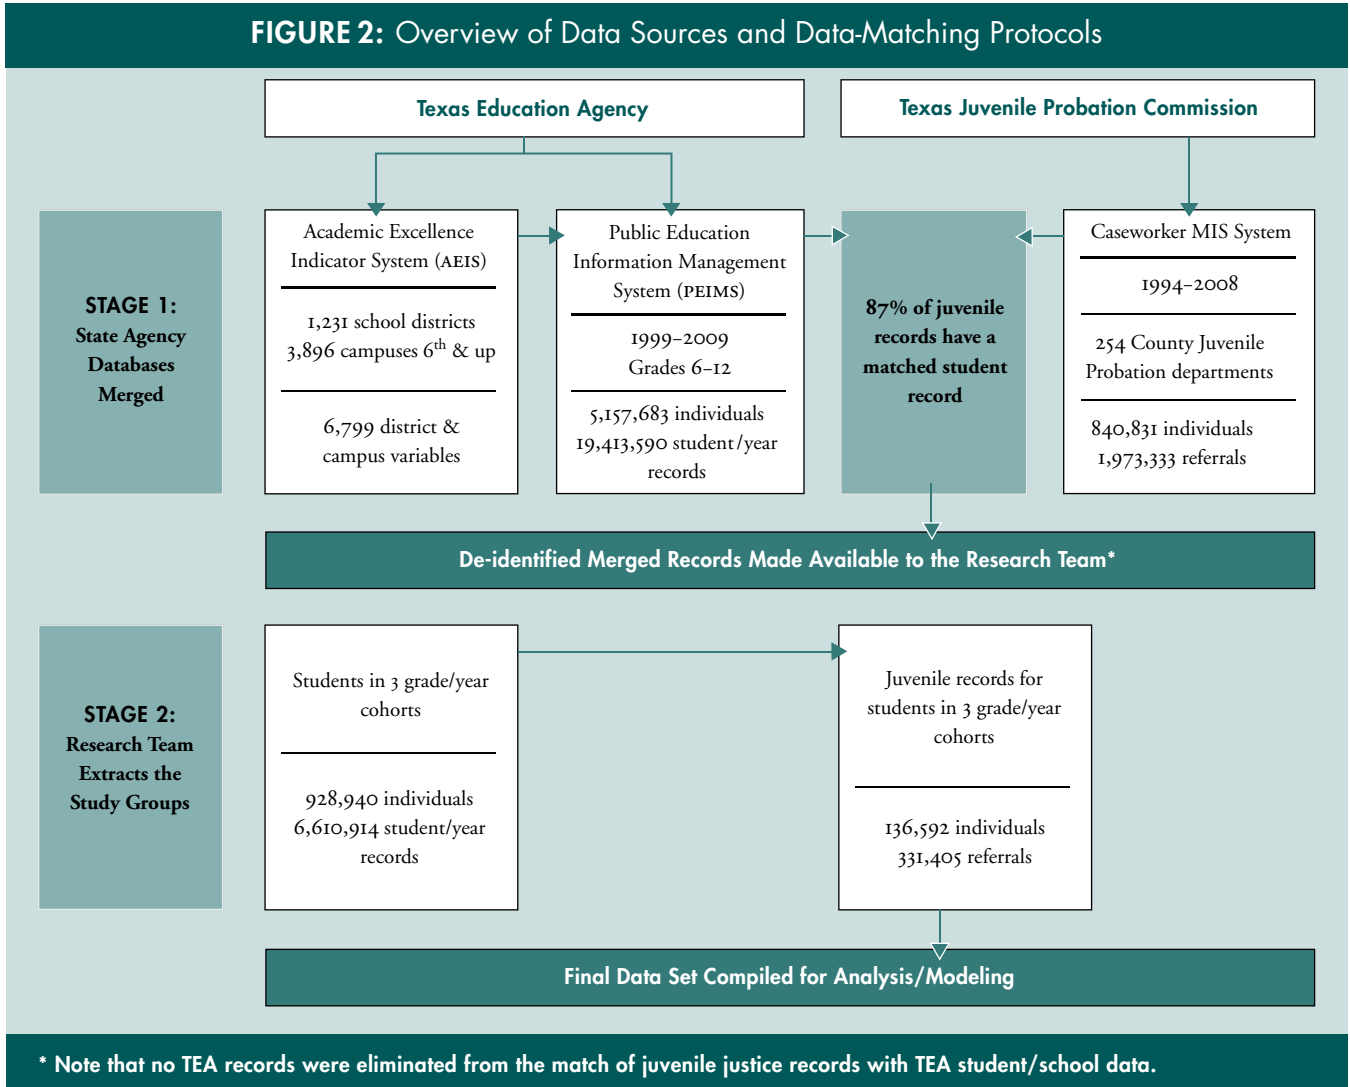 FIGURE 2: Overview of Data Sources and Data-Matching Protocols
Texas Education Agency
Texas Juvenile Probation Commission
STAGE 1:
State Agency
Databases
Merged
Academic Excellence
Indicator System (AEIS)
1,231 school districts
3,896 campuses 6th & up
6,799 district &
campus variables
Public Education
Information Management
System (PEIMS)
1999–2009
Grades 6–12
5,157,683 individuals
19,413,590 student/year
records
87% of juvenile
records have a
matched student
record
Caseworker MIS System
1994–2008
254 County Juvenile
Probation departments
840,831 individuals
1,973,333 referrals
De-identified Merged Records Made Available to the Research Team*
STAGE 2:
Research Team
Extracts the
Study Groups
Students in 3 grade/year
cohorts
928,940 individuals
6,610,914 student/year
records
Juvenile records for
students in 3 grade/year
cohorts
136,592 individuals
331,405 referrals
Final Data Set Compiled for Analysis/Modeling
* Note that no TEA records were eliminated from the match of juvenile justice records with TEA student/school data.